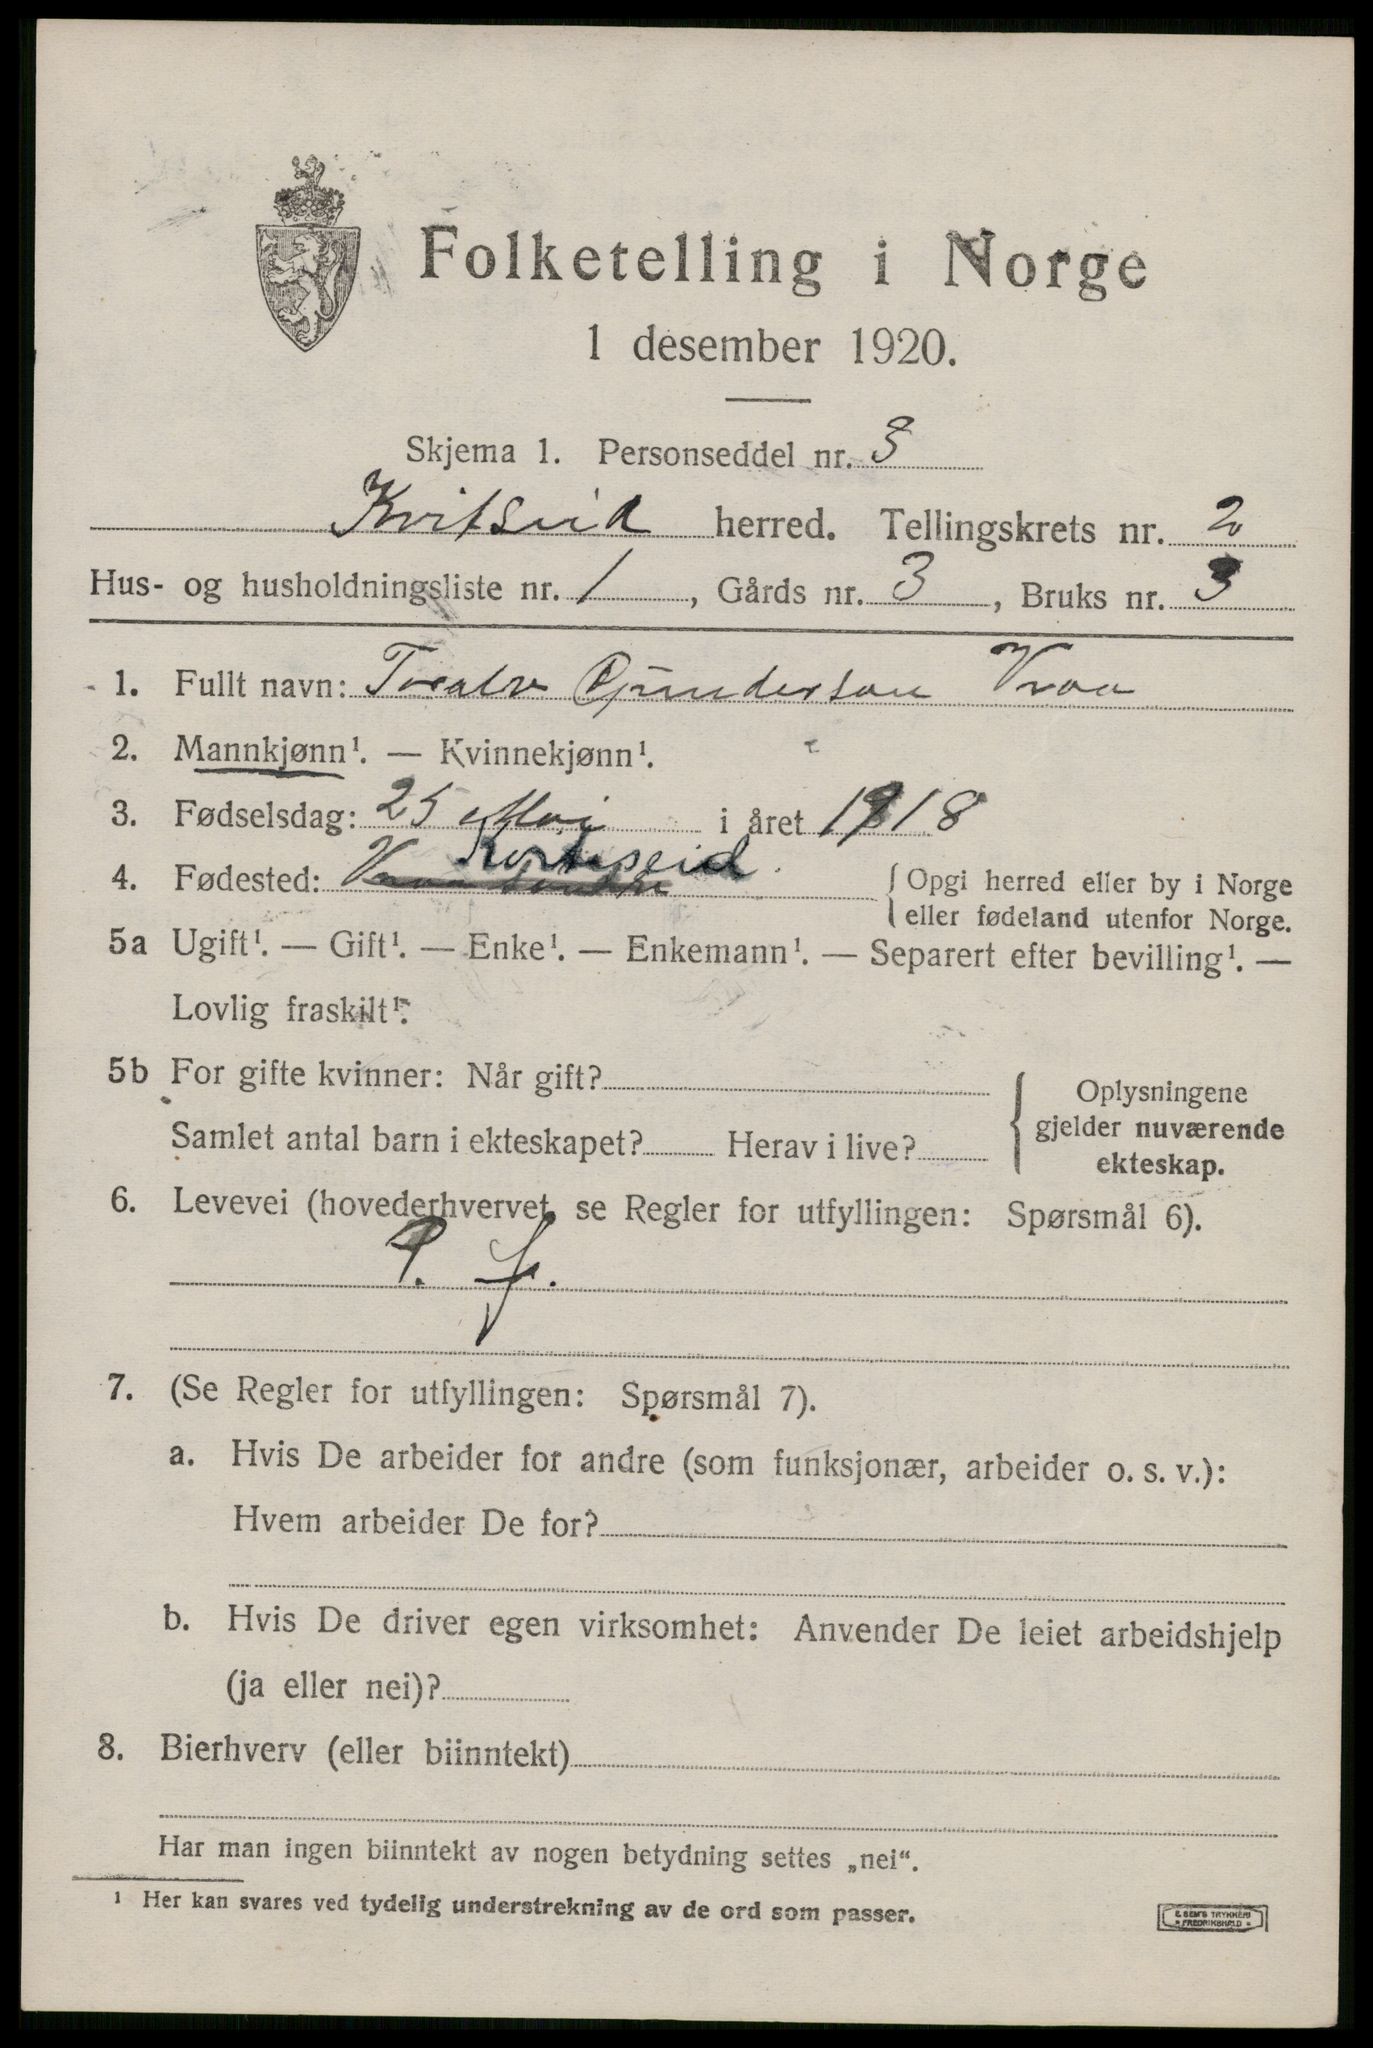 Folketelling i Norge
1 desember 1920.
Skjema 1. Personseddel nr. 3
Kvitseid herred. Tellingskrets nr. 2
Hus- og husholdningsliste nr. 1, Gårds nr. 3, Bruks nr. 3
1. Fullt navn: Toralv Gunderson Vraa
2. Mannkjønn¹. — Kvinnekjønn¹.
3. Fødselsdag: 25 Mai i året 1918
Kviteseid
4. Fødested: { Opgi herred eller by i Norge
eller fødeland utenfor Norge.
5a Ugift¹. — Gift¹. — Enke¹. — Enkemann¹. — Separert efter bevilling¹. —
Lovlig fraskilt¹.
5b For gifte kvinner: Når gift?
Samlet antal barn i ekteskapet? Herav i live?
Oplysningene
gjelder nuværende
ekteskap.
6. Levevei (hovederhvervet, se Regler for utfyllingen: Spørsmål 6).
7. (Se Regler for utfyllingen: Spørsmål 7).
a. Hvis De arbeider for andre (som funksjonær, arbeider o. s. v.):
Hvem arbeider De for?
b. Hvis De driver egen virksomhet: Anvender De leiet arbeidshjelp
(ja eller nei)?
8. Bierhverv (eller biinntekt)
Har man ingen biinntekt av nogen betydning settes „nei“.
¹ Her kan svares ved tydelig understrekning av de ord som passer.
E. SEM'S TRYKKERI
FREDRIKSHALD